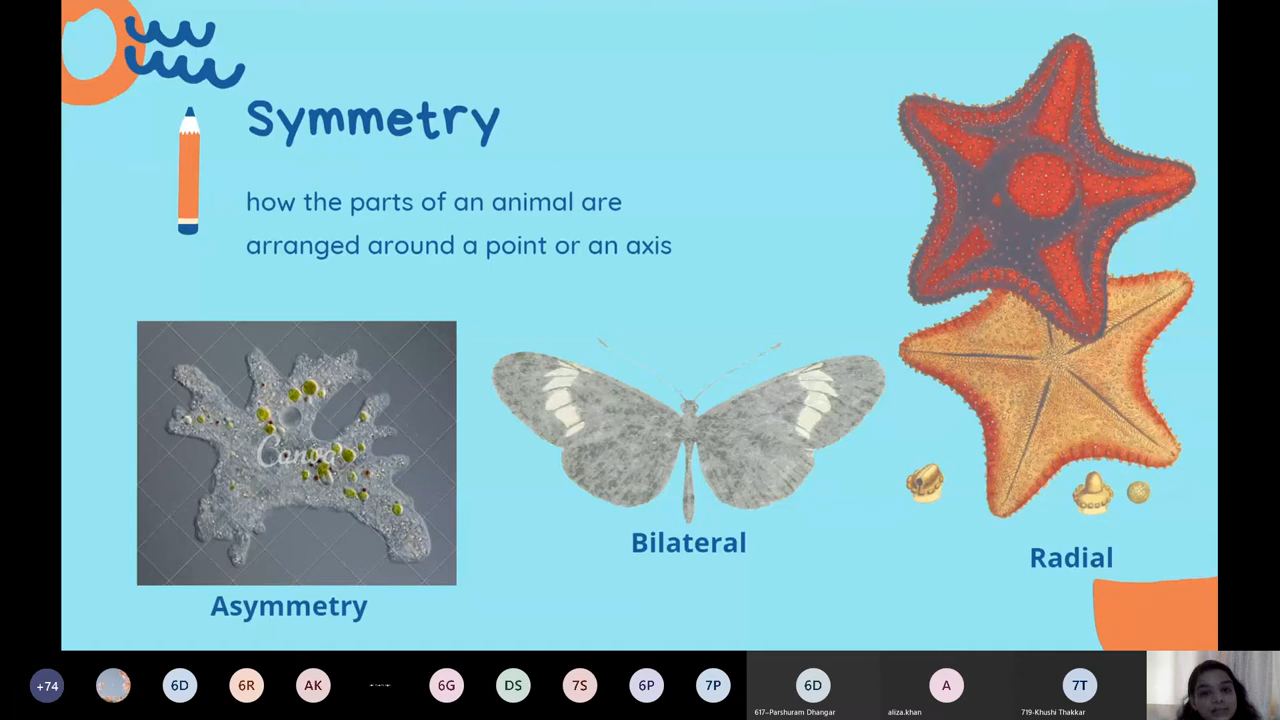 Symmetry
how the parts of an animal are
arranged around a point or an axis
Canva
Bilateral
Radial
Asymmetry
+74
6D
6R
AK
6G
DS
7S
6P
7P
6D
A
7T
617-Parshuram Dhangar
aliza.khan
719-Khushi Thakkar